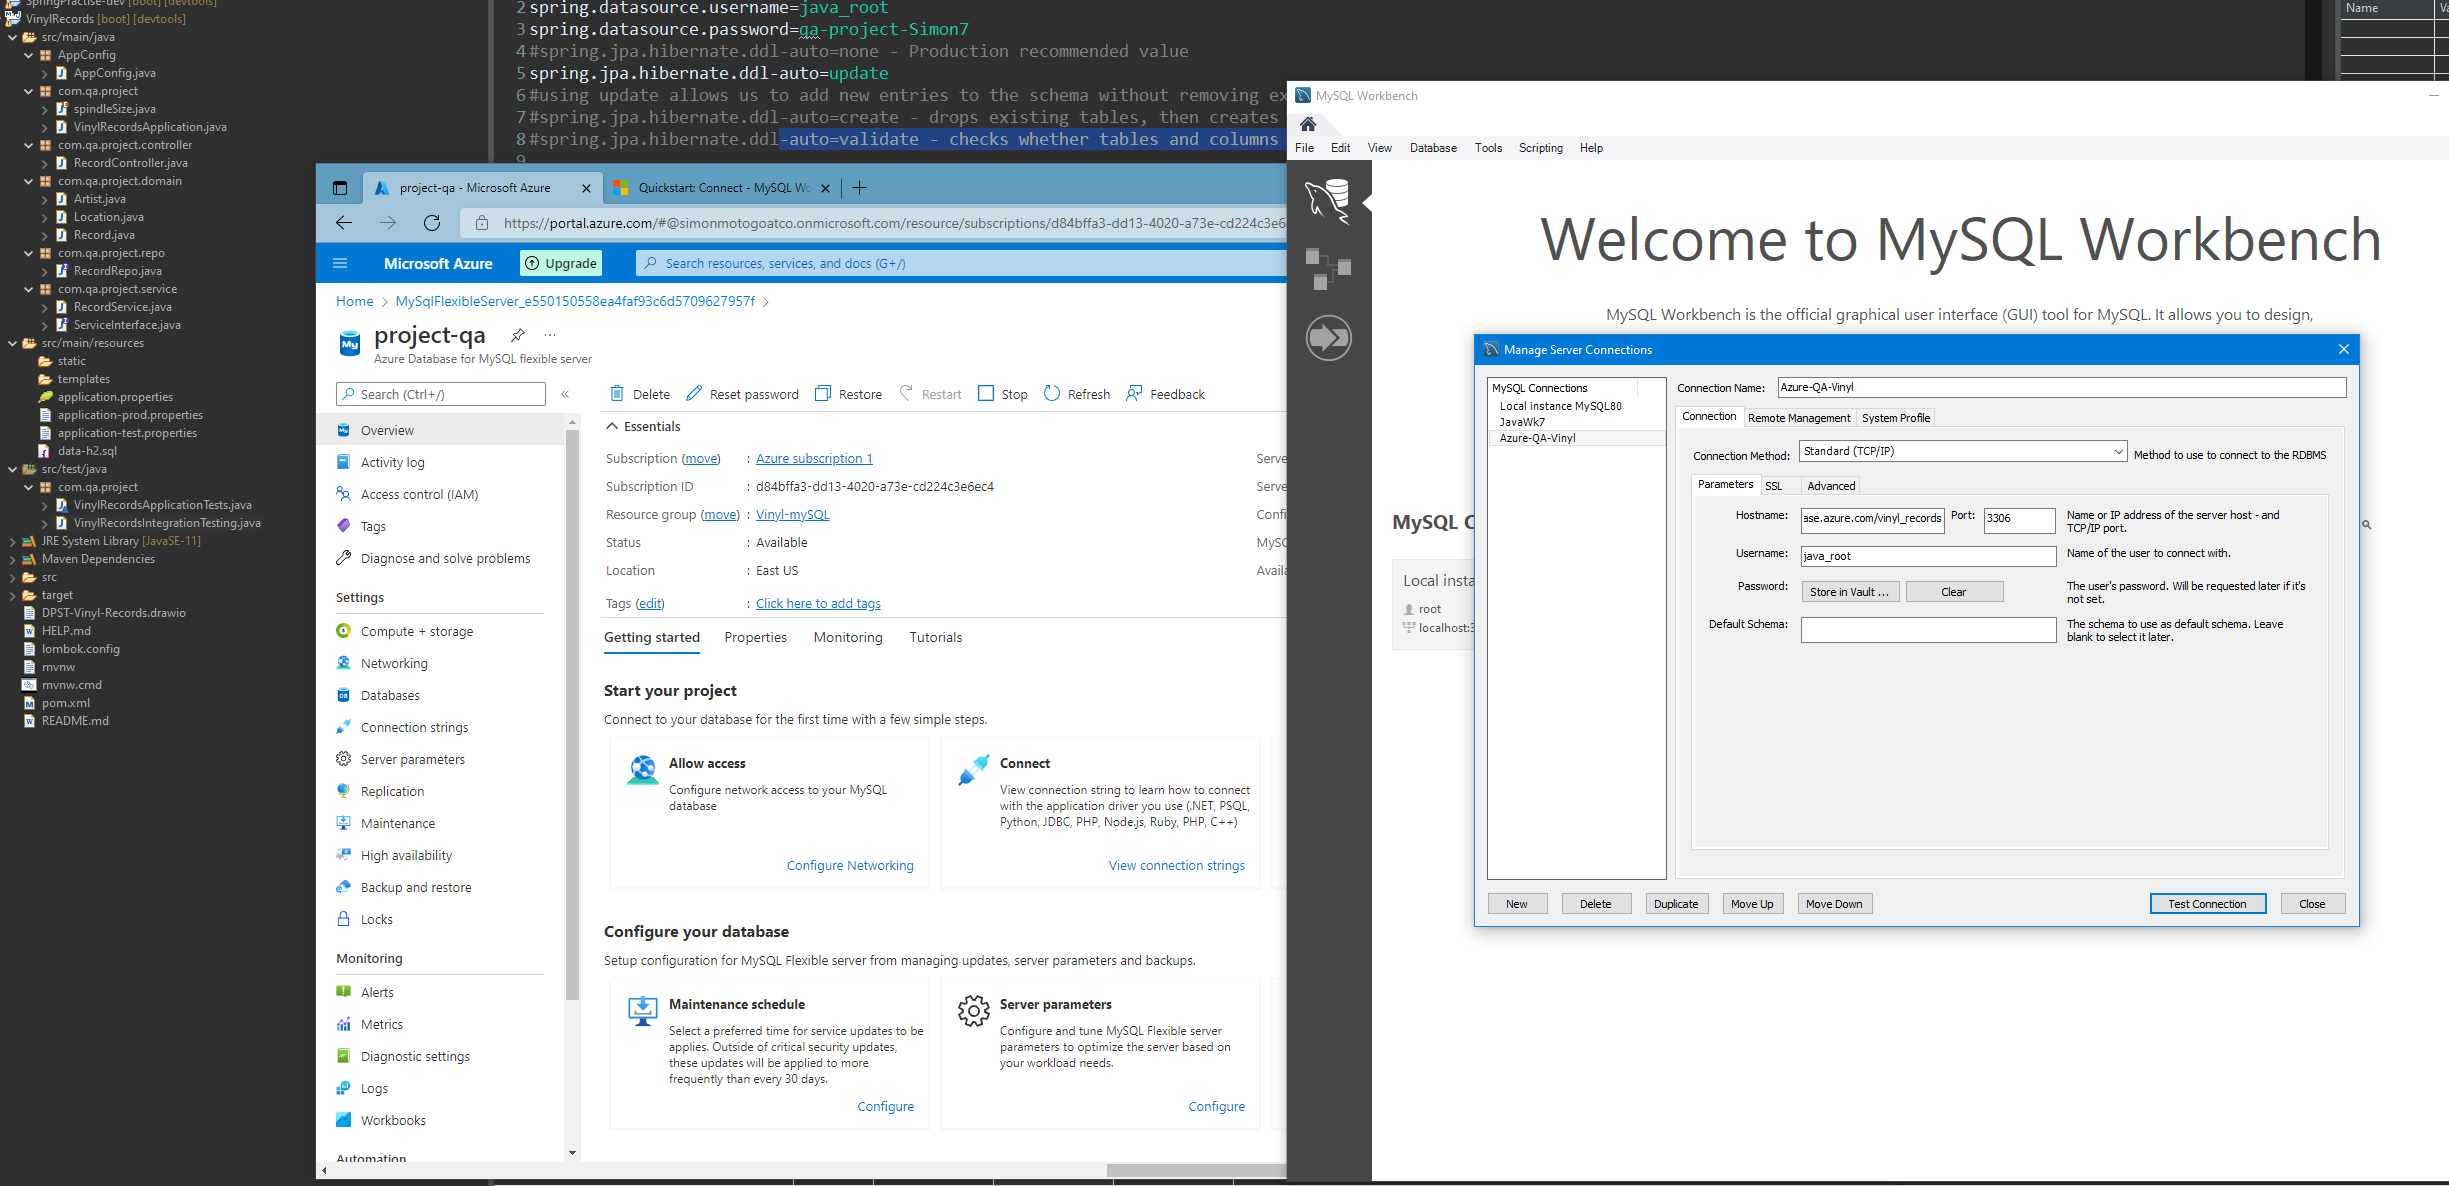 SpringPractise-dev [boot] [devtools]
VinylRecords [boot] [devtools]
src/main/java
AppConfig
AppConfig.java
com.qa.project
spindleSize.java
VinylRecordsApplication.java
com.qa.project.controller
RecordController.java
com.qa.project.domain
Artist.java
Location.java
Record.java
com.qa.project.repo
RecordRepo.java
com.qa.project.service
RecordService.java
ServiceInterface.java
src/main/resources
static
templates
application.properties
application-prod.properties
application-test.properties
data-h2.sql
src/test/java
com.qa.project
VinylRecordsApplicationTests.java
VinylRecordsIntegrationTesting.java
JRE System Library [JavaSE-11]
Maven Dependencies
src
target
DPST-Vinyl-Records.drawio
HELP.md
lombok.config
mvnw
mvnw.cmd
pom.xml
README.md
2 spring.datasource.username=java_root
3 spring.datasource.password=qa-project-Simon7
4 #spring.jpa.hibernate.ddl-auto=none - Production recommended value
5 spring.jpa.hibernate.ddl-auto=update
6 #using update allows us to add new entries to the schema without removing ex
7 #spring.jpa.hibernate.ddl-auto=create - drops existing tables, then creates
8 #spring.jpa.hibernate.ddl-auto=validate - checks whether tables and columns
9
Name
project-qa - Microsoft Azure
Quickstart: Connect - MySQL Wo
https://portal.azure.com/#@simonmotogoatco.onmicrosoft.com/resource/subscriptions/d84bffa3-dd13-4020-a73e-cd224c3e6
Microsoft Azure
Upgrade
Search resources, services, and docs (G+/)
Home > MySqlFlexibleServer_e550150558ea4faf93c6d5709627957f >
project-qa
Azure Database for MySQL flexible server
Search (Ctrl+/)
Delete Reset password Restore Restart Stop Refresh Feedback
Overview
Activity log
Access control (IAM)
Tags
Diagnose and solve problems
Settings
Compute + storage
Networking
Databases
Connection strings
Server parameters
Replication
Maintenance
High availability
Backup and restore
Locks
Monitoring
Alerts
Metrics
Diagnostic settings
Logs
Workbooks
Automation
Essentials
Subscription (move) : Azure subscription 1
Subscription ID : d84bffa3-dd13-4020-a73e-cd224c3e6ec4
Resource group (move) : Vinyl-mySQL
Status : Available
Location : East US
Tags (edit) : Click here to add tags
Serve
Serve
Confi
MySQ
Availa
Getting started Properties Monitoring Tutorials
Start your project
Connect to your database for the first time with a few simple steps.
Allow access
Configure network access to your MySQL
database
Configure Networking
Connect
View connection string to learn how to connect
with the application driver you use (.NET, PSQL,
Python, JDBC, PHP, Node.js, Ruby, PHP, C++)
View connection strings
Configure your database
Setup configuration for MySQL Flexible server from managing updates, server parameters and backups.
Maintenance schedule
Select a preferred time for service updates to be
applies. Outside of critical security updates,
these updates will be applied to more
frequently than every 30 days.
Configure
Server parameters
Configure and tune MySQL Flexible server
parameters to optimize the server based on
your workload needs.
Configure
MySQL Workbench
File Edit View Database Tools Scripting Help
Welcome to MySQL Workbench
MySQL Workbench is the official graphical user interface (GUI) tool for MySQL. It allows you to design,
MySQL C
Local insta
root
localhost:3
Manage Server Connections
MySQL Connections
Local instance MySQL80
JavaWk7
Azure-QA-Vinyl
Connection Name: Azure-QA-Vinyl
Connection Remote Management System Profile
Connection Method: Standard (TCP/IP) Method to use to connect to the RDBMS
Parameters SSL Advanced
Hostname: ase.azure.com/vinyl_records Port: 3306 Name or IP address of the server host - and
TCP/IP port.
Username: java_root Name of the user to connect with.
Password: Store in Vault ... Clear The user's password. Will be requested later if it's
not set.
Default Schema: The schema to use as default schema. Leave
blank to select it later.
New Delete Duplicate Move Up Move Down Test Connection Close